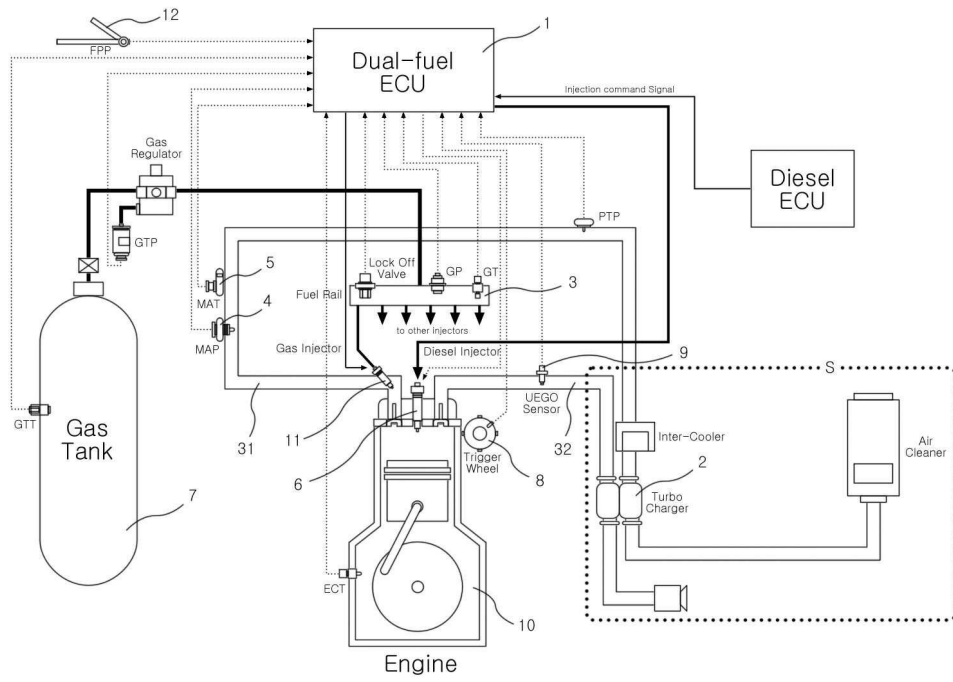 12
FPP
1
Dual-fuel
ECU
Injection command Signal
Diesel
ECU
Gas
Regulator
GTP
PTP
5
MAT
4
MAP
Lock Off
Valve
GP
GT
Fuel Rail
3
to other injectors
Gas Injector
Diesel Injector
9
UEGO
Sensor
S
31
11
6
Trigger
Wheel
8
32
GTT
Gas
Tank
7
Inter-Cooler
Air
Cleaner
2
Turbo
Charger
ECT
10
Engine